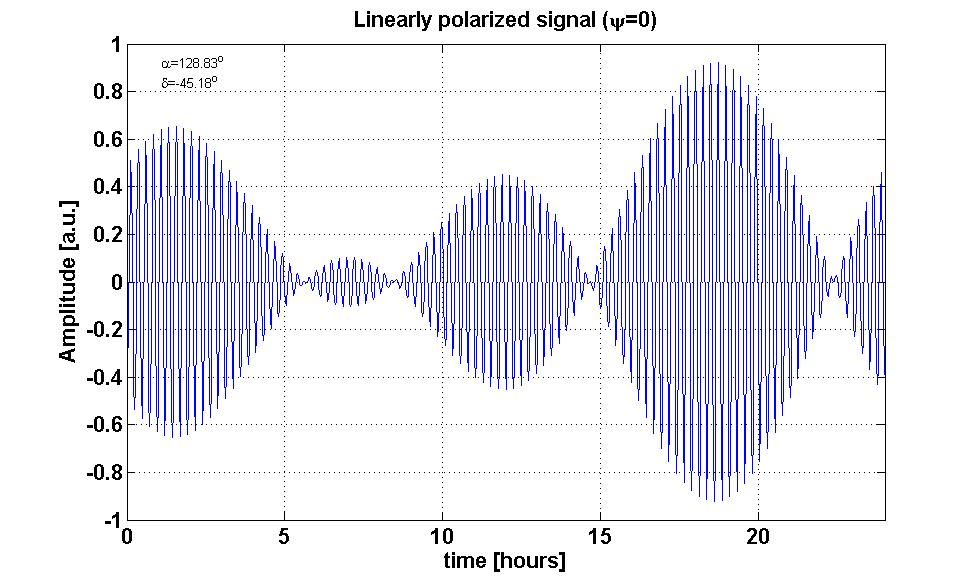 Linearly polarized signal (ψ=0)
α=128.83°
δ=-45.18°
1
0.8
0.6
0.4
0.2
0
-0.2
-0.4
-0.6
-0.8
-1
Amplitude [a.u.]
0 5 10 15 20
time [hours]